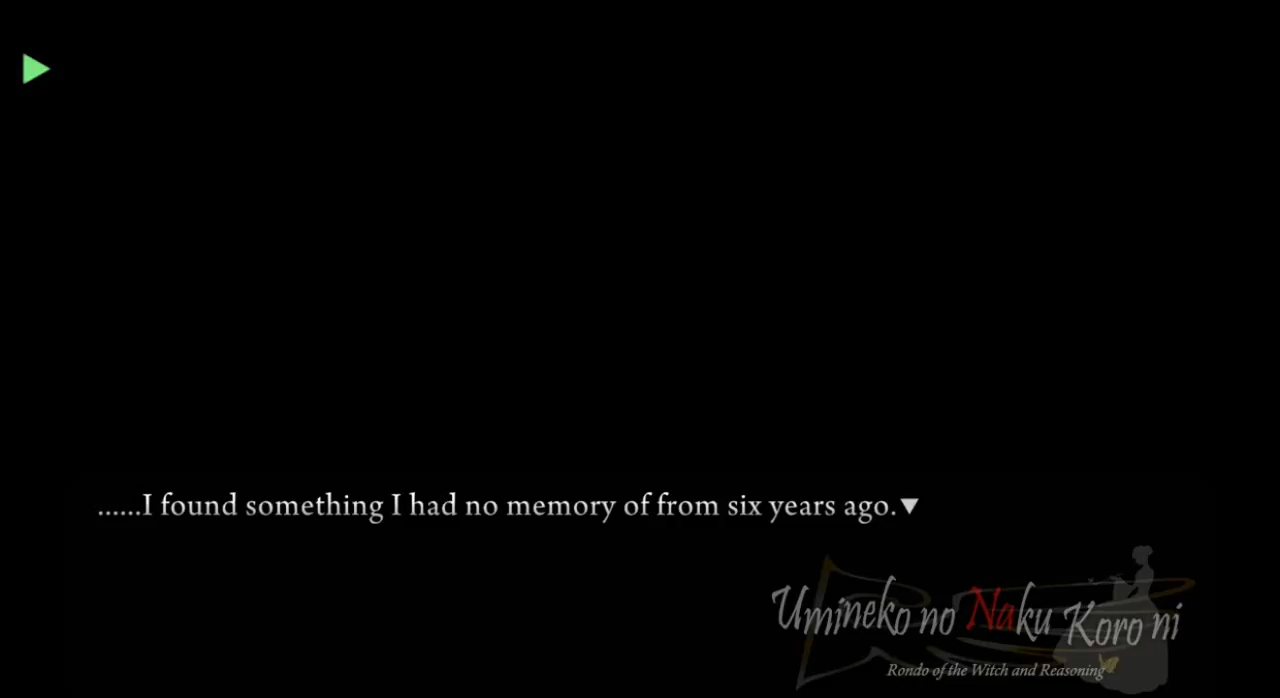 ......I found something I had no memory of from six years ago.
Umineko no Naku Koro ni
Rondo of the Witch and Reasoning